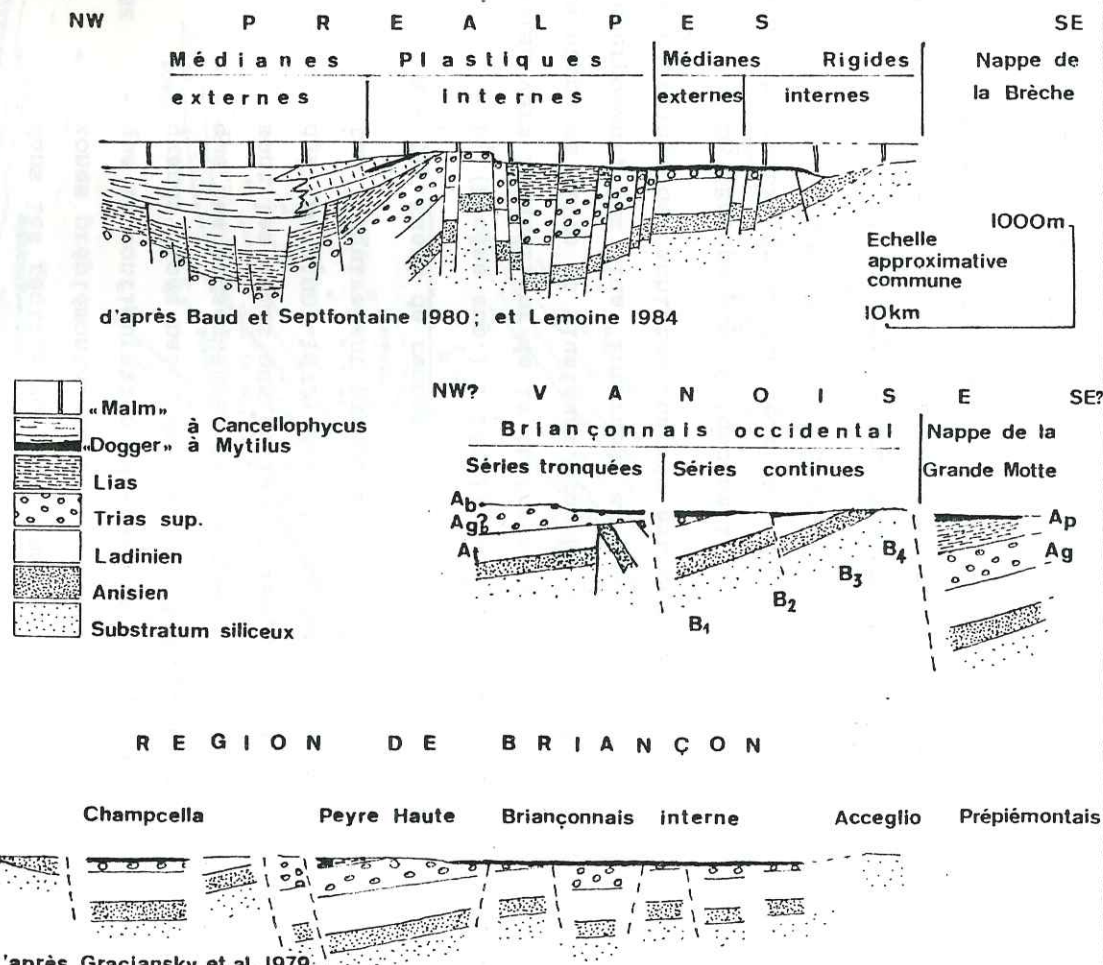 NW P R E A L P E S SE
Médianes Plastiques Médianes Rigides Nappe de
externes internes externes internes la Brèche
1000m
Echelle
approximative
commune
10km
d'après Baud et Septfontaine 1980; et Lemoine 1984
«Malm»
à Cancellophycus
«Dogger» à Mytilus
Lias
Trias sup.
Ladinien
Anisien
Substratum siliceux
NW? V A N O I S E SE?
Briançonnais occidental Nappe de la
Séries tronquées Séries continues Grande Motte
Ab
Ag?
At
B1
B2
B3
B4
Ap
Ag
REGION DE BRIANÇON
Champcella Peyre Haute Briançonnais interne Acceglio Prépiémontais
'après Graciansky et al 1979